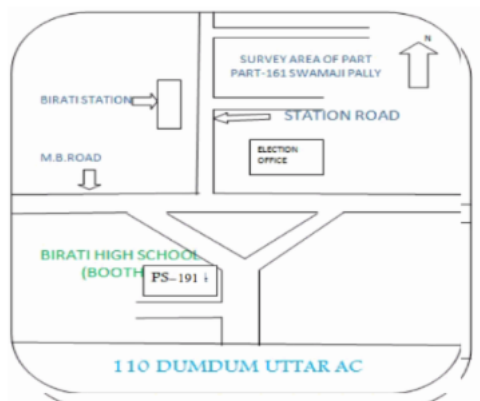 N
SURVEY AREA OF PART
PART-161 SWAMAJI PALLY
BIRATI STATION
STATION ROAD
ELECTION
OFFICE
M.B.ROAD
BIRATI HIGH SCHOOL
(BOOTH
PS-191
110 DUMDUM UTTAR AC